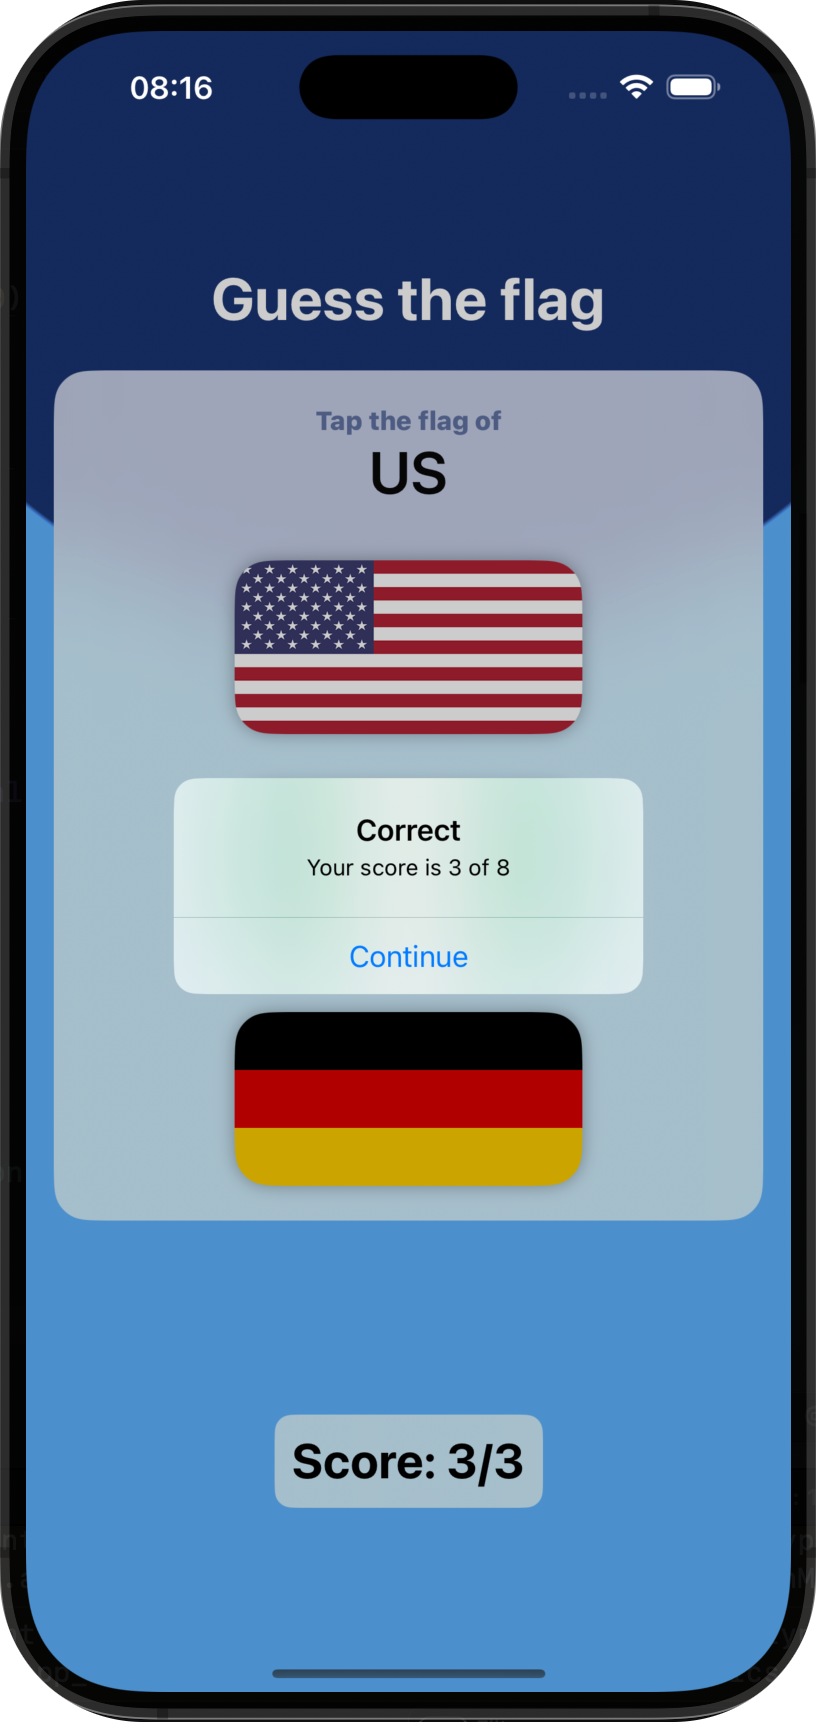 08:16
Guess the flag
Tap the flag of
US
Correct
Your score is 3 of 8
Continue
Score: 3/3